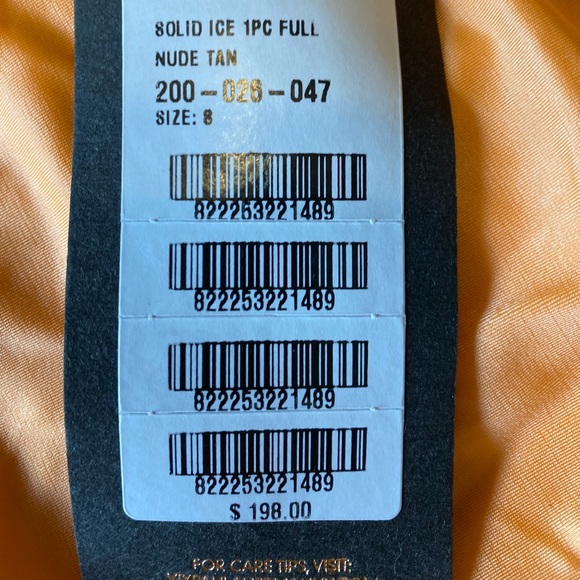 SOLID ICE 1PC FULL
NUDE TAN
200-026-047
SIZE: 8
822253221489
822253221489
822253221489
822253221489
$ 198.00
FOR CARE TIPS, VISIT: